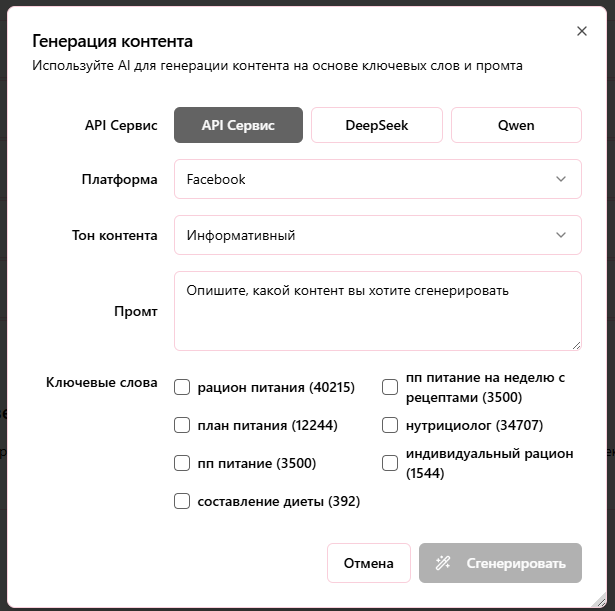 Генерация контента
Используйте AI для генерации контента на основе ключевых слов и промта
API Сервис
API Сервис
DeepSeek
Qwen
Платформа
Facebook
Тон контента
Информативный
Промт
Опишите, какой контент вы хотите сгенерировать
Ключевые слова
рацион питания (40215)
пп питание на неделю с
рецептами (3500)
план питания (12244)
нутрициолог (34707)
пп питание (3500)
индивидуальный рацион
(1544)
составление диеты (392)
Отмена
Сгенерировать